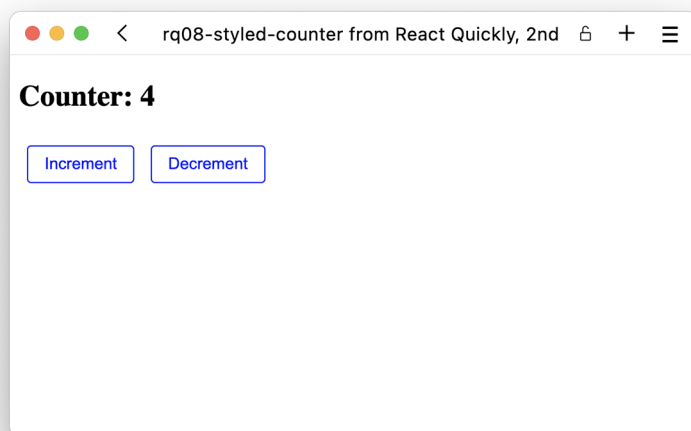 rq08-styled-counter from React Quickly, 2nd
Counter: 4
Increment Decrement